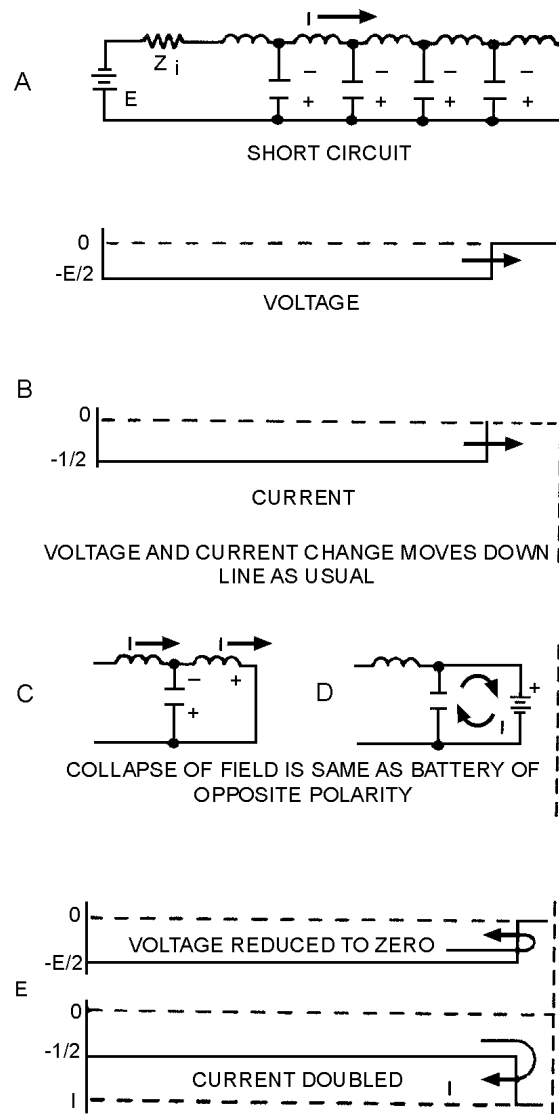 I
Z i
A
E
− − − −
+ + + +
SHORT CIRCUIT
0
-E/2
VOLTAGE
B
0
-1/2
CURRENT
VOLTAGE AND CURRENT CHANGE MOVES DOWN
LINE AS USUAL
I I
C
− +
+
D
+
I
COLLAPSE OF FIELD IS SAME AS BATTERY OF
OPPOSITE POLARITY
0
VOLTAGE REDUCED TO ZERO
-E/2
E
0
-1/2
CURRENT DOUBLED I
I